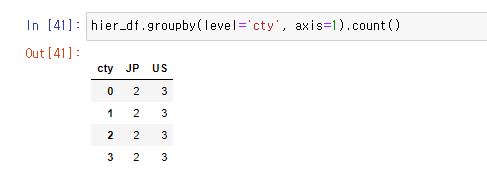 In [41]: hier_df.groupby(level='cty', axis=1).count()
Out[41]:
cty JP US
0 2 3
1 2 3
2 2 3
3 2 3